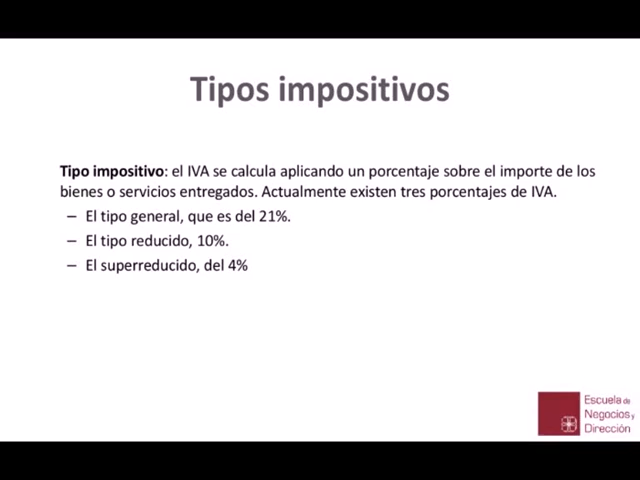 Tipos impositivos
Tipo impositivo: el IVA se calcula aplicando un porcentaje sobre el importe de los
bienes o servicios entregados. Actualmente existen tres porcentajes de IVA.
– El tipo general, que es del 21%.
– El tipo reducido, 10%.
– El superreducido, del 4%
Escuela de
Negocios y
Dirección